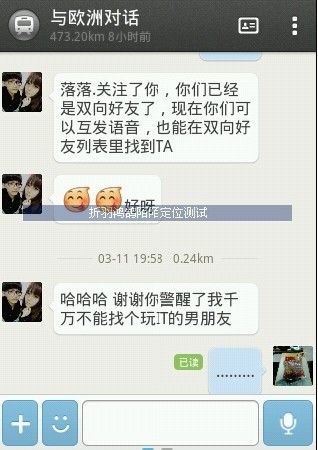 与欧洲对话
473.20km 8小时前
落落.关注了你，你们已经
是双向好友了，现在你们可
以互发语音，也能在双向好
友列表里找到TA
好呀
折羽鸿鹄陌陌定位测试
03-11 19:58 0.24km
哈哈哈 谢谢你警醒了我千
万不能找个玩IT的男朋友
已读
.........